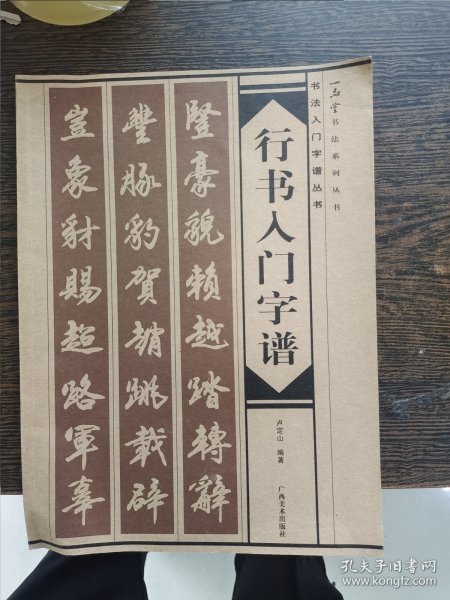 一品堂书法系列丛书
书法入门字谱丛书
行书入门字谱
卢定山 编著
广西美术出版社
豎豪貌賴越踏轉辭
豐豚豹賀趙跳載辟
豈象豺賜超路軍辜
孔夫子旧书网
www.kongfz.com